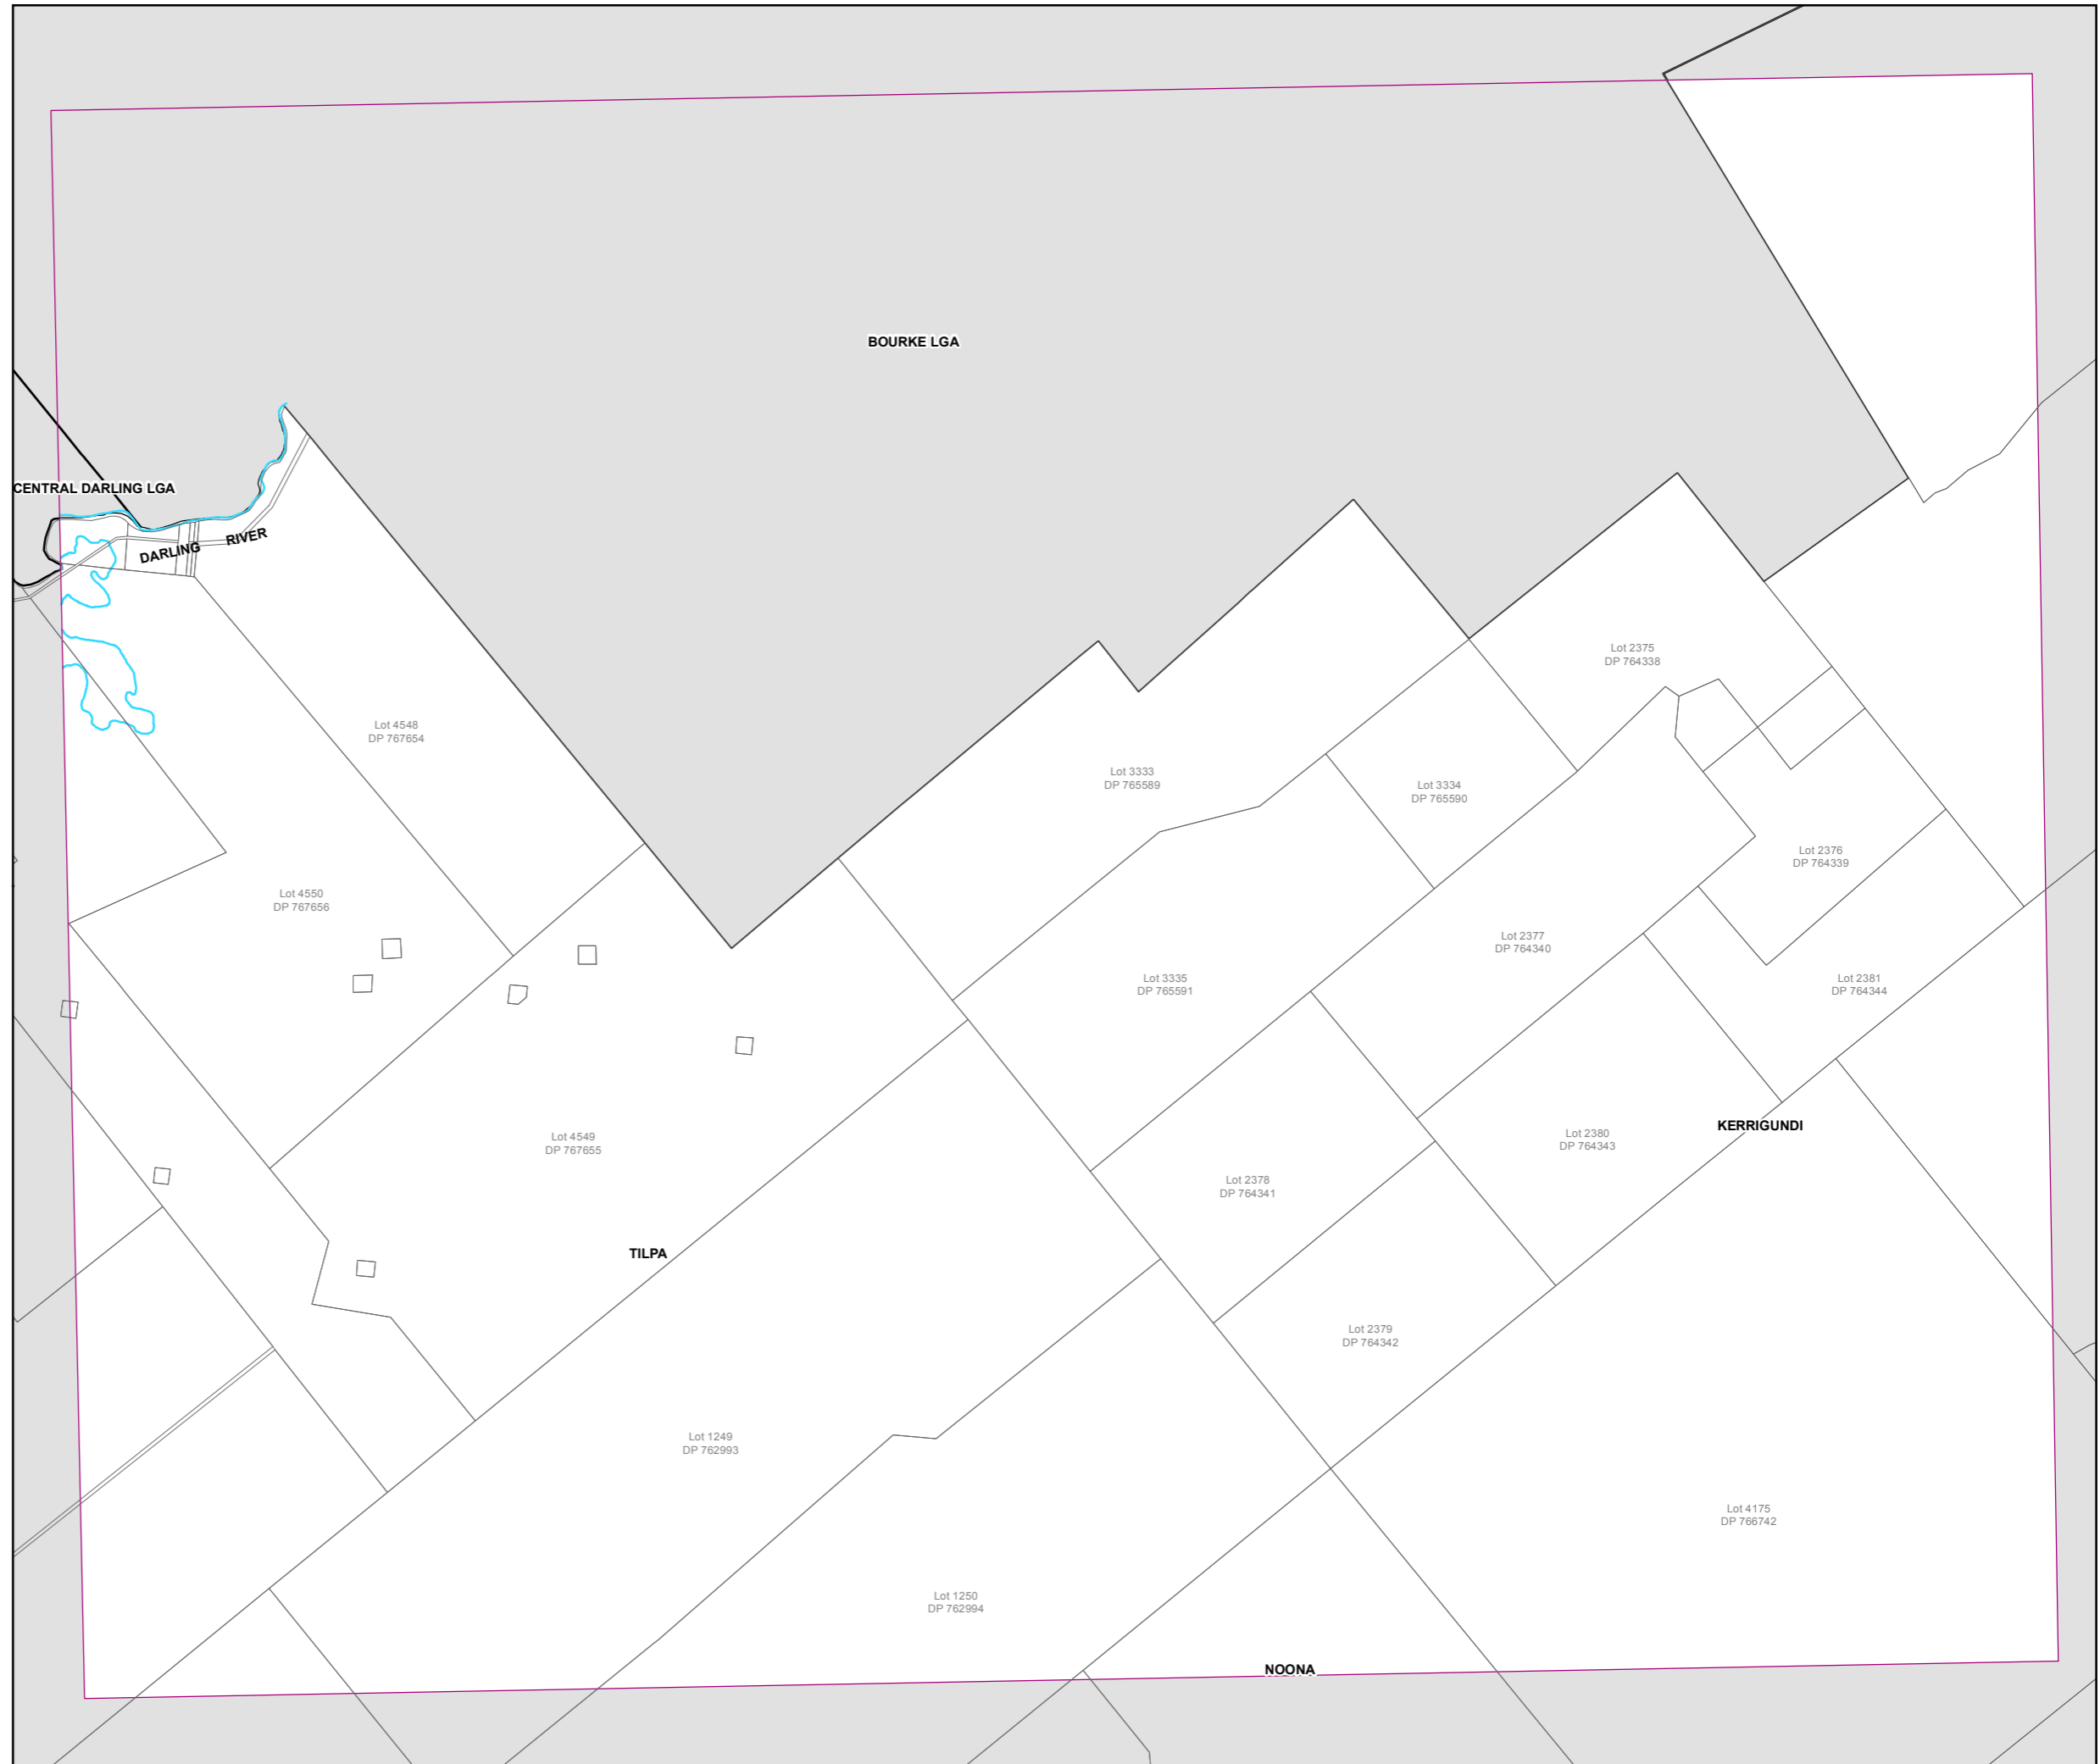 BOURKE LGA
CENTRAL DARLING LGA
DARLING RIVER
Lot 2375
DP 764338
Lot 4548
DP 767654
Lot 3333
DP 765589
Lot 3334
DP 765590
Lot 2376
DP 764339
Lot 4550
DP 767656
Lot 2377
DP 764340
Lot 3335
DP 765591
Lot 2381
DP 764344
KERRIGUNDI
Lot 4549
DP 767655
Lot 2380
DP 764343
Lot 2378
DP 764341
TILPA
Lot 2379
DP 764342
Lot 1249
DP 762993
Lot 4175
DP 766742
Lot 1250
DP 762994
NOONA